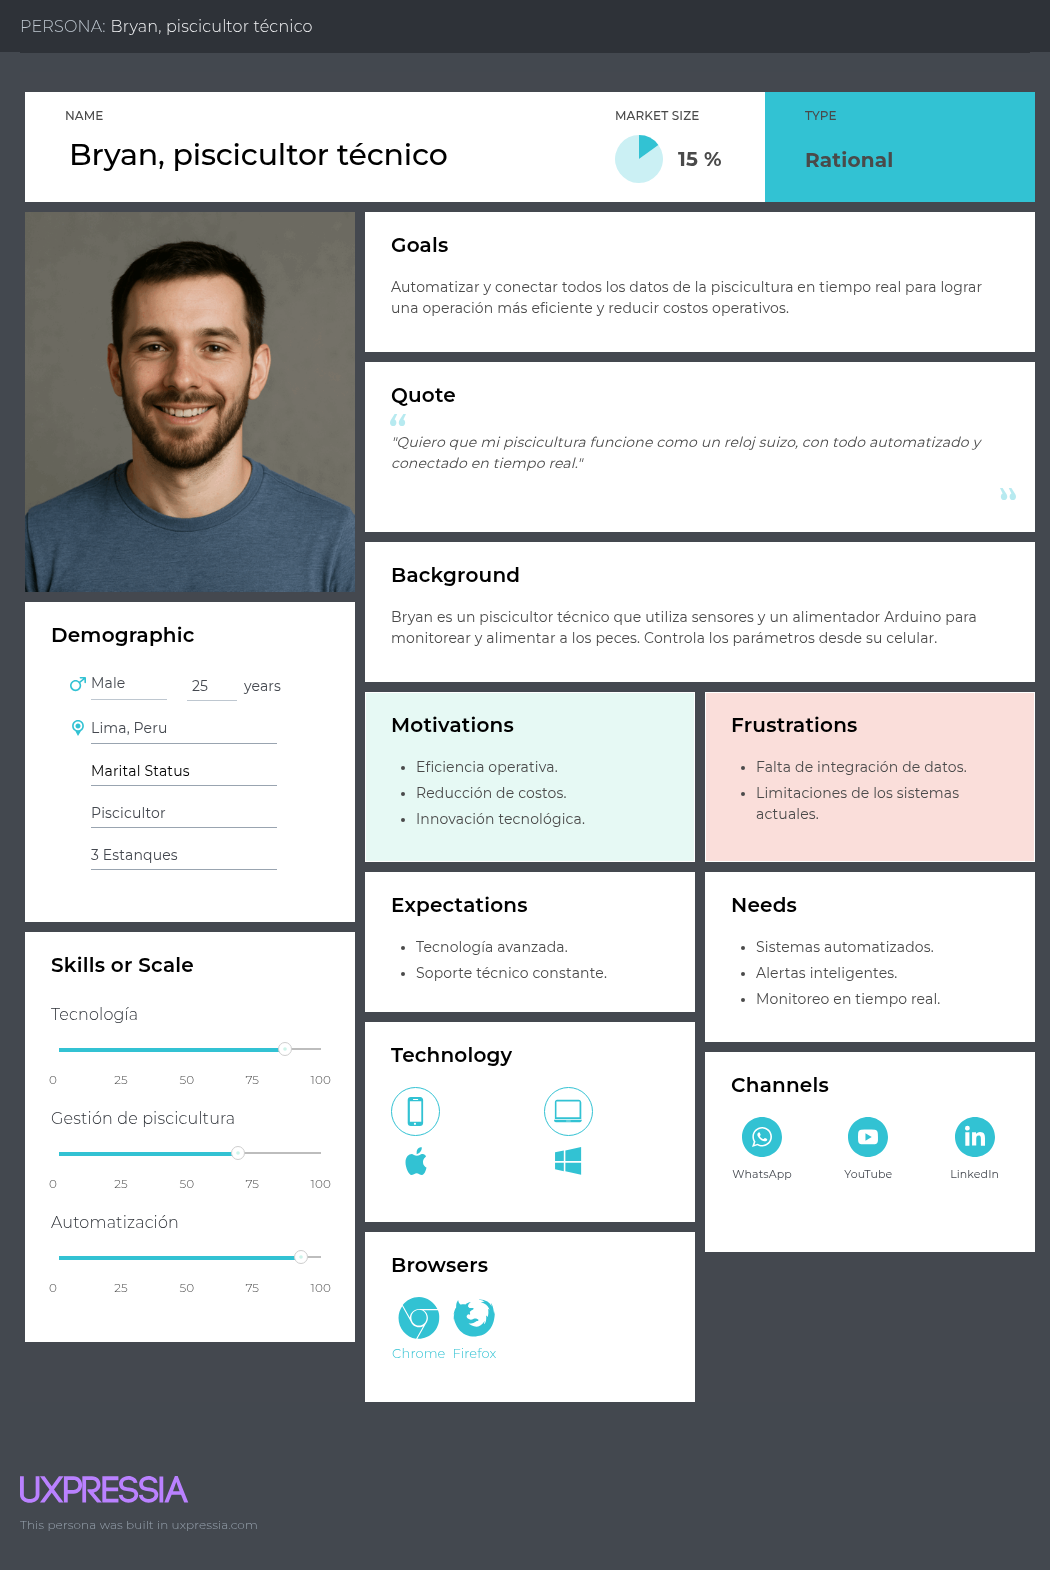 PERSONA: Bryan, piscicultor técnico
NAME
Bryan, piscicultor técnico
MARKET SIZE
15 %
TYPE
Rational
Goals
Automatizar y conectar todos los datos de la piscicultura en tiempo real para lograr
una operación más eficiente y reducir costos operativos.
Quote
“
"Quiero que mi piscicultura funcione como un reloj suizo, con todo automatizado y
conectado en tiempo real."
”
Background
Bryan es un piscicultor técnico que utiliza sensores y un alimentador Arduino para
monitorear y alimentar a los peces. Controla los parámetros desde su celular.
Demographic
Male 25 years
Lima, Peru
Marital Status
Piscicultor
3 Estanques
Skills or Scale
Tecnología
0 25 50 75 100
Gestión de piscicultura
0 25 50 75 100
Automatización
0 25 50 75 100
Motivations
• Eficiencia operativa.
• Reducción de costos.
• Innovación tecnológica.
Frustrations
• Falta de integración de datos.
• Limitaciones de los sistemas
actuales.
Expectations
• Tecnología avanzada.
• Soporte técnico constante.
Needs
• Sistemas automatizados.
• Alertas inteligentes.
• Monitoreo en tiempo real.
Technology
Channels
WhatsApp YouTube LinkedIn
Browsers
Chrome Firefox
UXPRESSIA
This persona was built in uxpressia.com